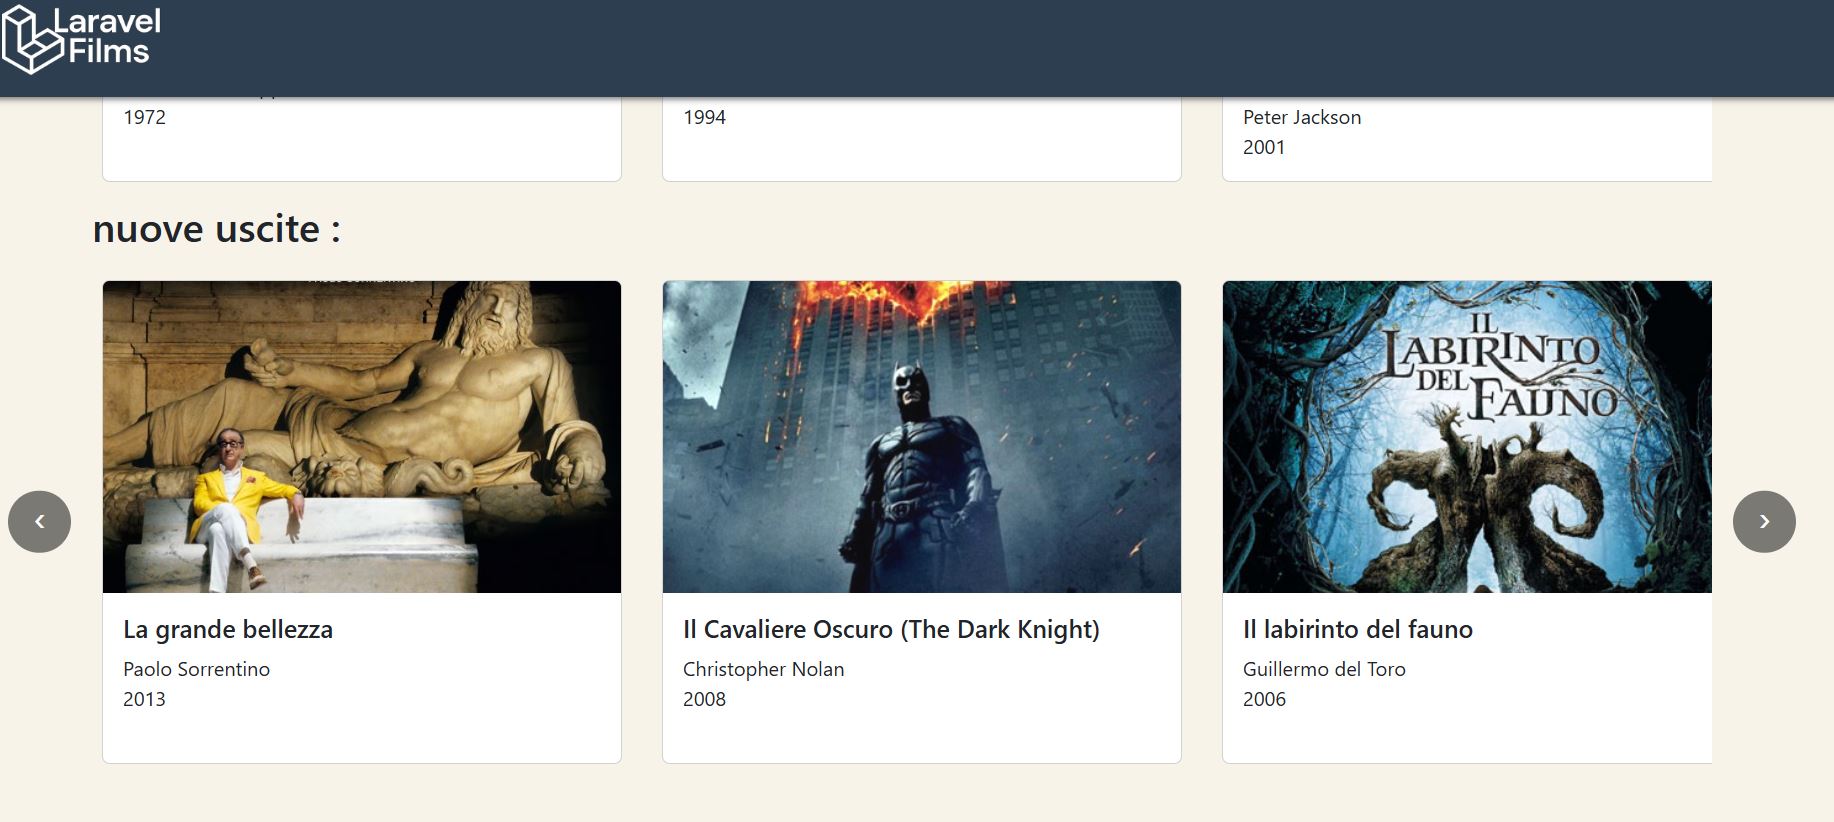 Laravel
Films
1972
1994
Peter Jackson
2001
nuove uscite :
IL
LABIRINTO
DEL
FAUNO
‹
›
La grande bellezza
Paolo Sorrentino
2013
Il Cavaliere Oscuro (The Dark Knight)
Christopher Nolan
2008
Il labirinto del fauno
Guillermo del Toro
2006